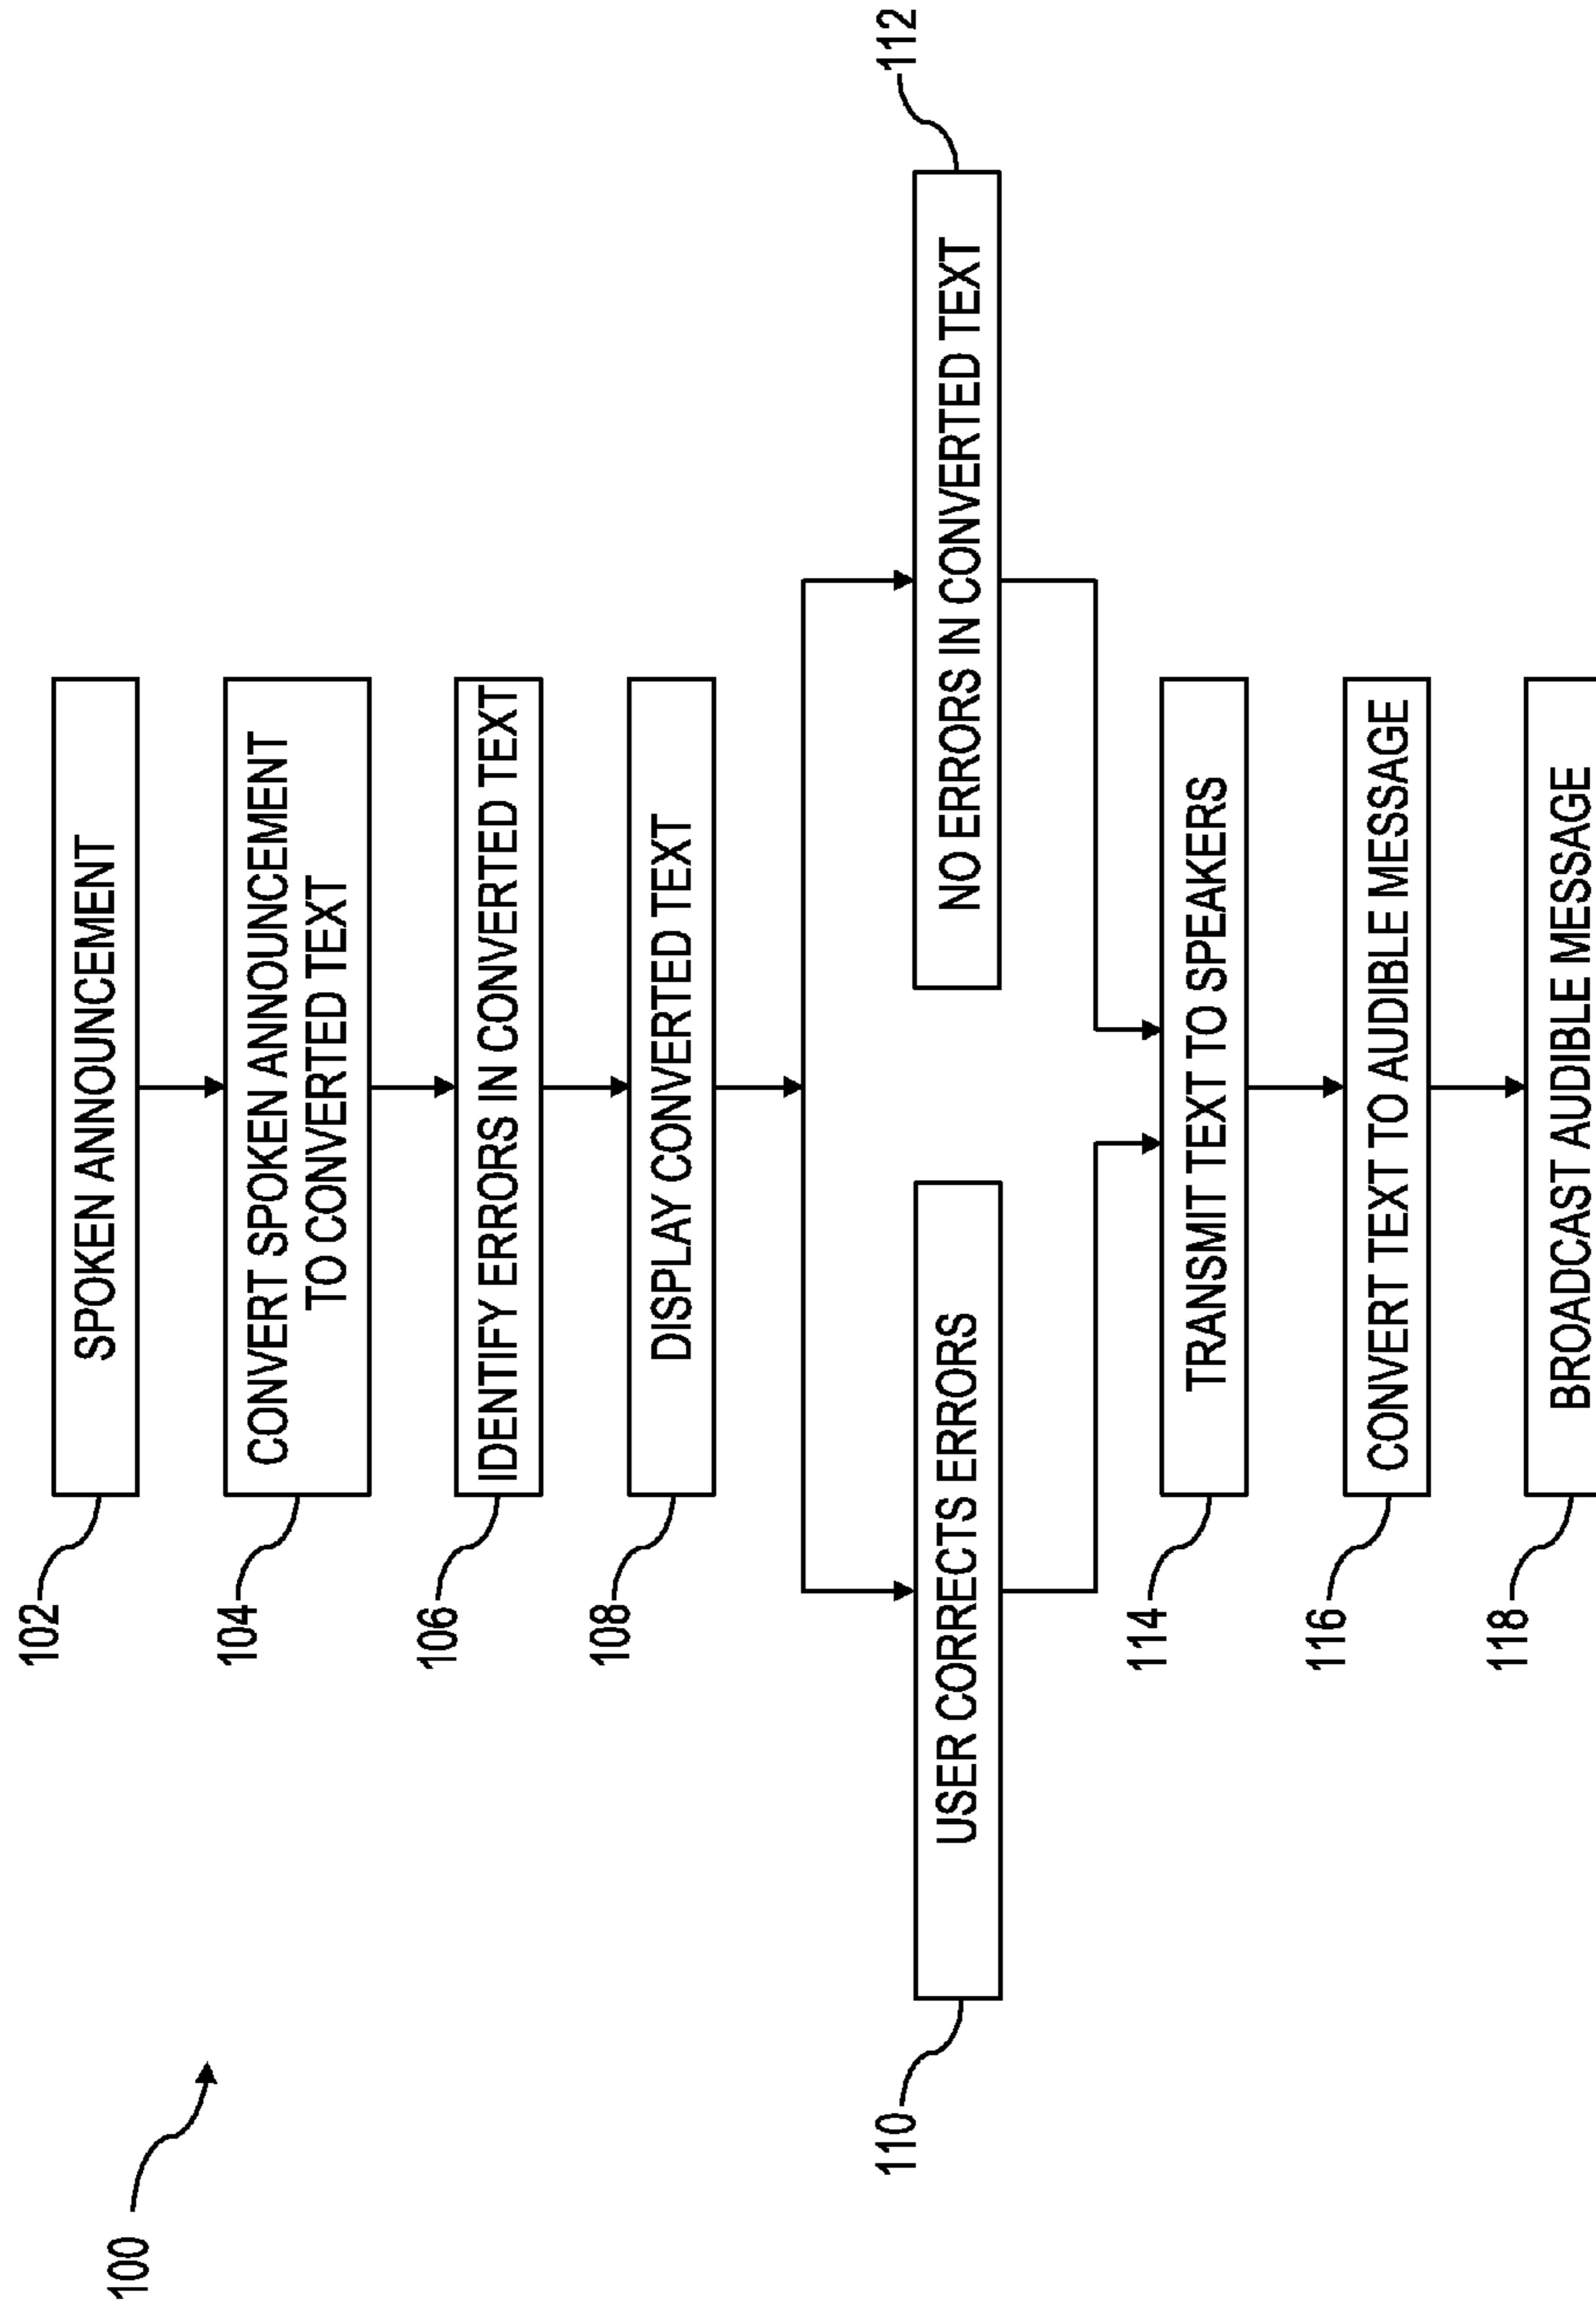 100
102
SPOKEN ANNOUNCEMENT
104
CONVERT SPOKEN ANNOUNCEMENT
TO CONVERTED TEXT
106
IDENTIFY ERRORS IN CONVERTED TEXT
108
DISPLAY CONVERTED TEXT
110
USER CORRECTS ERRORS
NO ERRORS IN CONVERTED TEXT
112
114
TRANSMIT TEXT TO SPEAKERS
116
CONVERT TEXT TO AUDIBLE MESSAGE
118
BROADCAST AUDIBLE MESSAGE